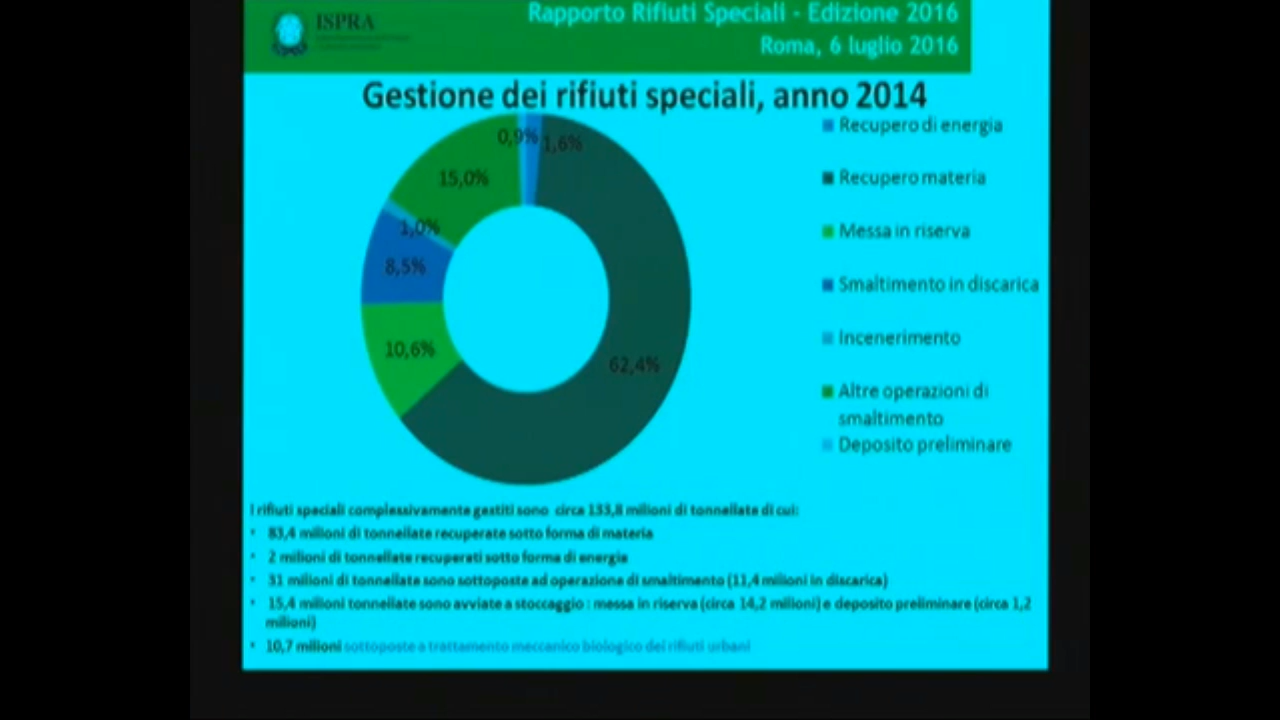 ISPRA
Rapporto Rifiuti Speciali - Edizione 2016
Roma, 6 luglio 2016
Gestione dei rifiuti speciali, anno 2014
0,9%
1,6%
15,0%
1,0%
8,5%
10,6%
62,4%
Recupero di energia
Recupero materia
Messa in riserva
Smaltimento in discarica
Incenerimento
Altre operazioni di
smaltimento
Deposito preliminare
I rifiuti speciali complessivamente gestiti sono circa 133,8 milioni di tonnellate di cui:
• 83,4 milioni di tonnellate recuperate sotto forma di materia
• 2 milioni di tonnellate recuperati sotto forma di energia
• 31 milioni di tonnellate sono sottoposte ad operazione di smaltimento (11,4 milioni in discarica)
• 15,4 milioni tonnellate sono avviate a stoccaggio : messa in riserva (circa 14,2 milioni) e deposito preliminare (circa 1,2
milioni)
• 10,7 milioni sottoposte a trattamento meccanico biologico dei rifiuti urbani